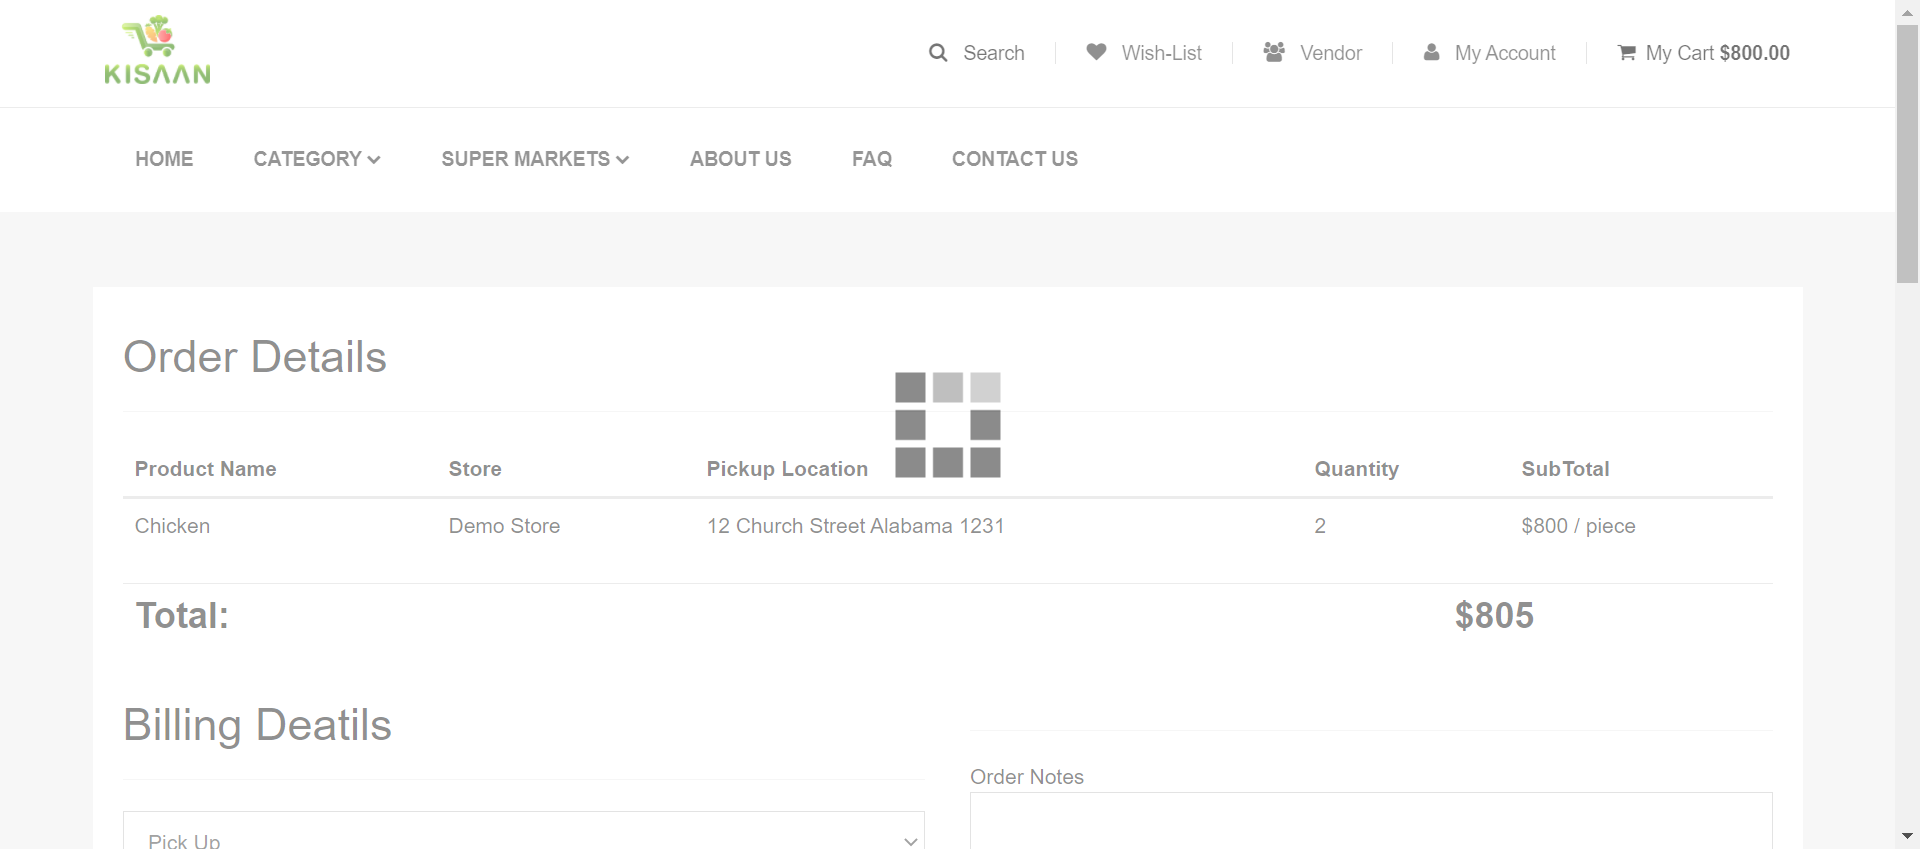 KISAAN
Search
Wish-List
Vendor
My Account
My Cart $800.00
HOME
CATEGORY
SUPER MARKETS
ABOUT US
FAQ
CONTACT US
Order Details
Product Name Store Pickup Location Quantity SubTotal
Chicken Demo Store 12 Church Street Alabama 1231 2 $800 / piece
Total: $805
Billing Deatils
Order Notes
Pick Up